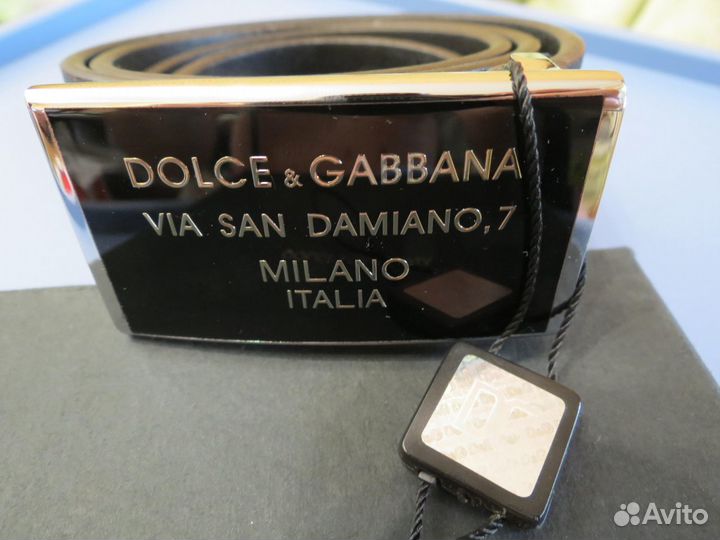 DOLCE & GABBANA
VIA SAN DAMIANO, 7
MILANO
ITALIA
Avito